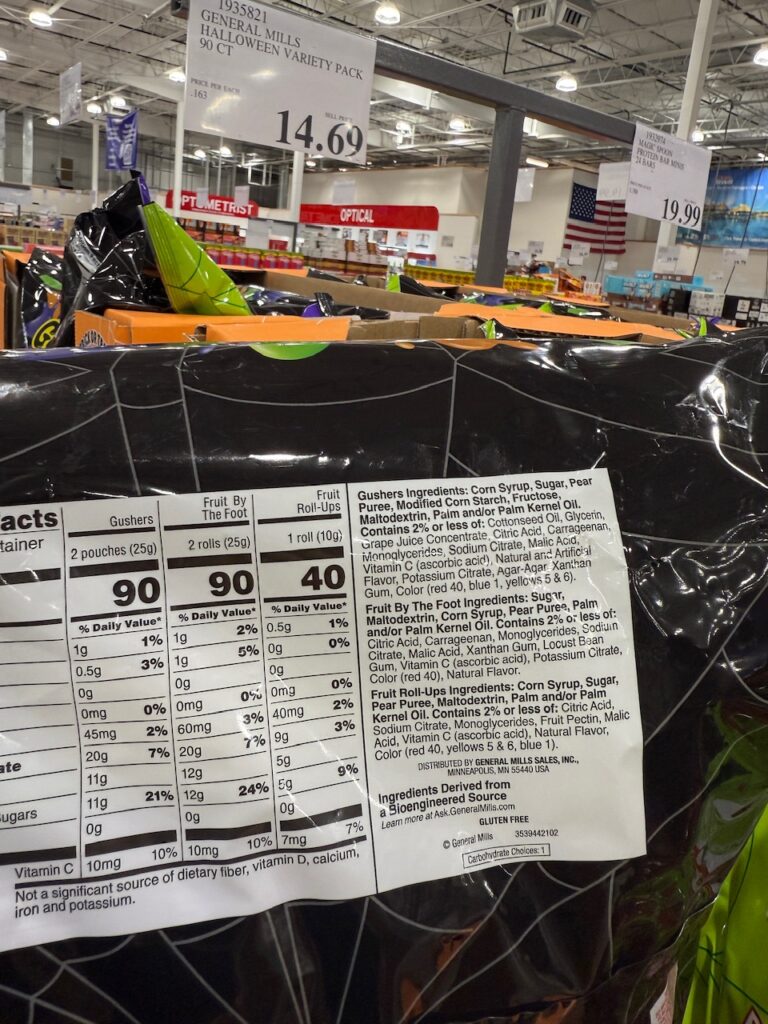 1935821
GENERAL MILLS
HALLOWEEN VARIETY PACK
90 CT
PRICE PER EACH
.163
SELL PRICE
14.69
1932974
MAGIC SPOON
PROTEIN BAR MINIS
24 BARS
19.99
OPTOMETRIST
OPTICAL
acts
tainer
Gushers
2 pouches (25g)
90
% Daily Value*
1g 1%
0.5g 3%
0g
0mg 0%
45mg 2%
20g 7%
11g
11g 21%
0g
10mg 10%
Fruit By
The Foot
2 rolls (25g)
90
% Daily Value*
1g 2%
1g 5%
0g
0mg 0%
60mg 3%
20g 7%
12g
12g 24%
0g
10mg 10%
Fruit
Roll-Ups
1 roll (10g)
40
% Daily Value*
0.5g 1%
0g 0%
0g
0mg 0%
40mg 2%
9g 3%
5g
5g 9%
0g
7mg 7%
ate
ugars
Vitamin C
Not a significant source of dietary fiber, vitamin D, calcium,
iron and potassium.
Gushers Ingredients: Corn Syrup, Sugar, Pear
Puree, Modified Corn Starch, Fructose,
Maltodextrin, Palm and/or Palm Kernel Oil.
Contains 2% or less of: Cottonseed Oil, Glycerin,
Grape Juice Concentrate, Citric Acid, Carrageenan,
Monoglycerides, Sodium Citrate, Malic Acid,
Vitamin C (ascorbic acid), Natural and Artificial
Flavor, Potassium Citrate, Agar-Agar, Xanthan
Gum, Color (red 40, blue 1, yellows 5 & 6).
Fruit By The Foot Ingredients: Sugar,
Maltodextrin, Corn Syrup, Pear Puree, Palm
and/or Palm Kernel Oil. Contains 2% or less of:
Citric Acid, Carrageenan, Monoglycerides, Sodium
Citrate, Malic Acid, Xanthan Gum, Locust Bean
Gum, Vitamin C (ascorbic acid), Potassium Citrate,
Color (red 40), Natural Flavor.
Fruit Roll-Ups Ingredients: Corn Syrup, Sugar,
Pear Puree, Maltodextrin, Palm and/or Palm
Kernel Oil. Contains 2% or less of: Citric Acid,
Sodium Citrate, Monoglycerides, Fruit Pectin, Malic
Acid, Vitamin C (ascorbic acid), Natural Flavor,
Color (red 40, yellows 5 & 6, blue 1).
DISTRIBUTED BY GENERAL MILLS SALES, INC.,
MINNEAPOLIS, MN 55440 USA
Ingredients Derived from
a Bioengineered Source
Learn more at Ask.GeneralMills.com
GLUTEN FREE
© General Mills 3539442102
Carbohydrate Choices: 1